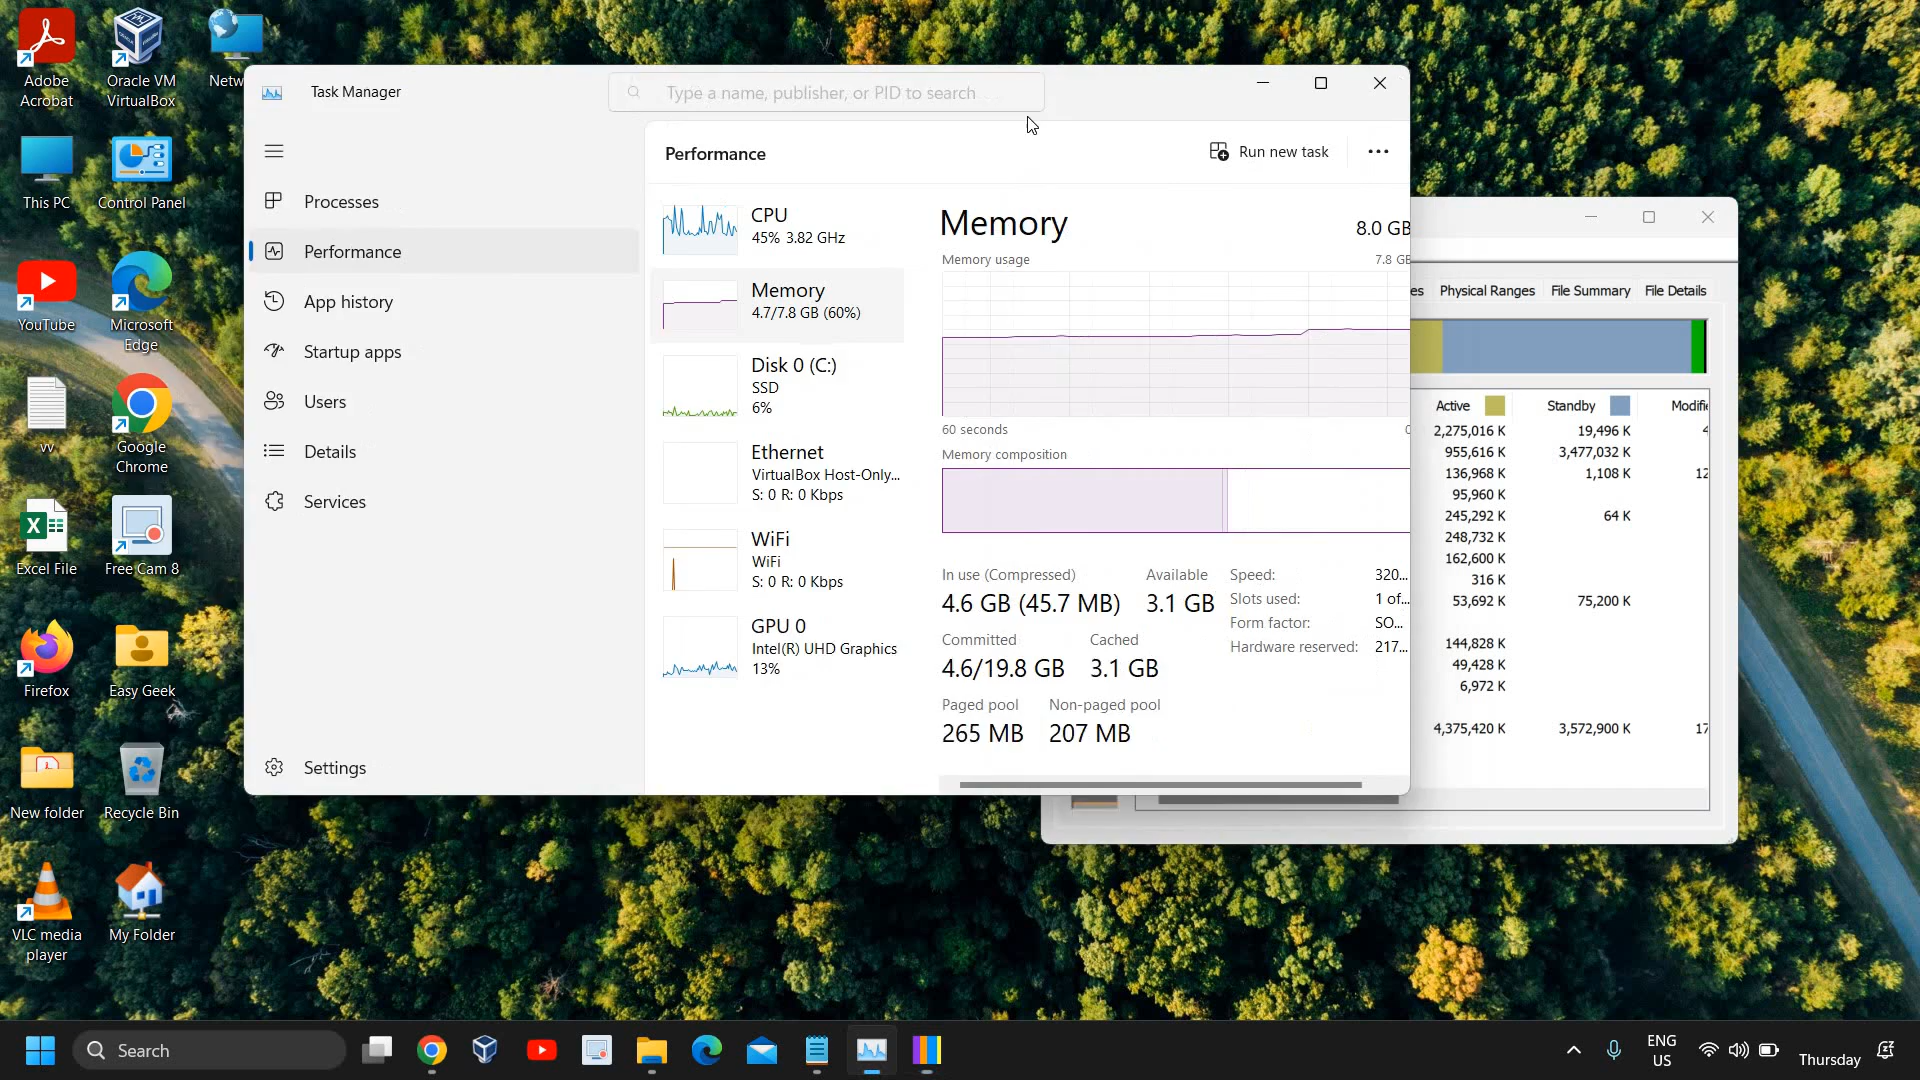 Adobe
Acrobat
Oracle VM
VirtualBox
Netw
This PC
Control Panel
YouTube
Microsoft
Edge
vv
Google
Chrome
Excel File
Free Cam 8
Firefox
Easy Geek
New folder
Recycle Bin
VLC media
player
My Folder
Task Manager
Type a name, publisher, or PID to search
Processes
Performance
App history
Startup apps
Users
Details
Services
Settings
Performance
Run new task
CPU
45% 3.82 GHz
Memory
4.7/7.8 GB (60%)
Disk 0 (C:)
SSD
6%
Ethernet
VirtualBox Host-Only...
S: 0 R: 0 Kbps
WiFi
WiFi
S: 0 R: 0 Kbps
GPU 0
Intel(R) UHD Graphics
13%
Memory
8.0 GB
Memory usage
7.8 GB
60 seconds
0
Memory composition
In use (Compressed)
Available
4.6 GB (45.7 MB)
3.1 GB
Committed
Cached
4.6/19.8 GB
3.1 GB
Paged pool
Non-paged pool
265 MB
207 MB
Speed: 320...
Slots used: 1 of...
Form factor: SO...
Hardware reserved: 217...
es Physical Ranges File Summary File Details
Active Standby Modifi
2,275,016 K 19,496 K 4
955,616 K 3,477,032 K
136,968 K 1,108 K 12
95,960 K
245,292 K 64 K
248,732 K
162,600 K
316 K
53,692 K 75,200 K
144,828 K
49,428 K
6,972 K
4,375,420 K 3,572,900 K 17
Search
ENG
US
Thursday